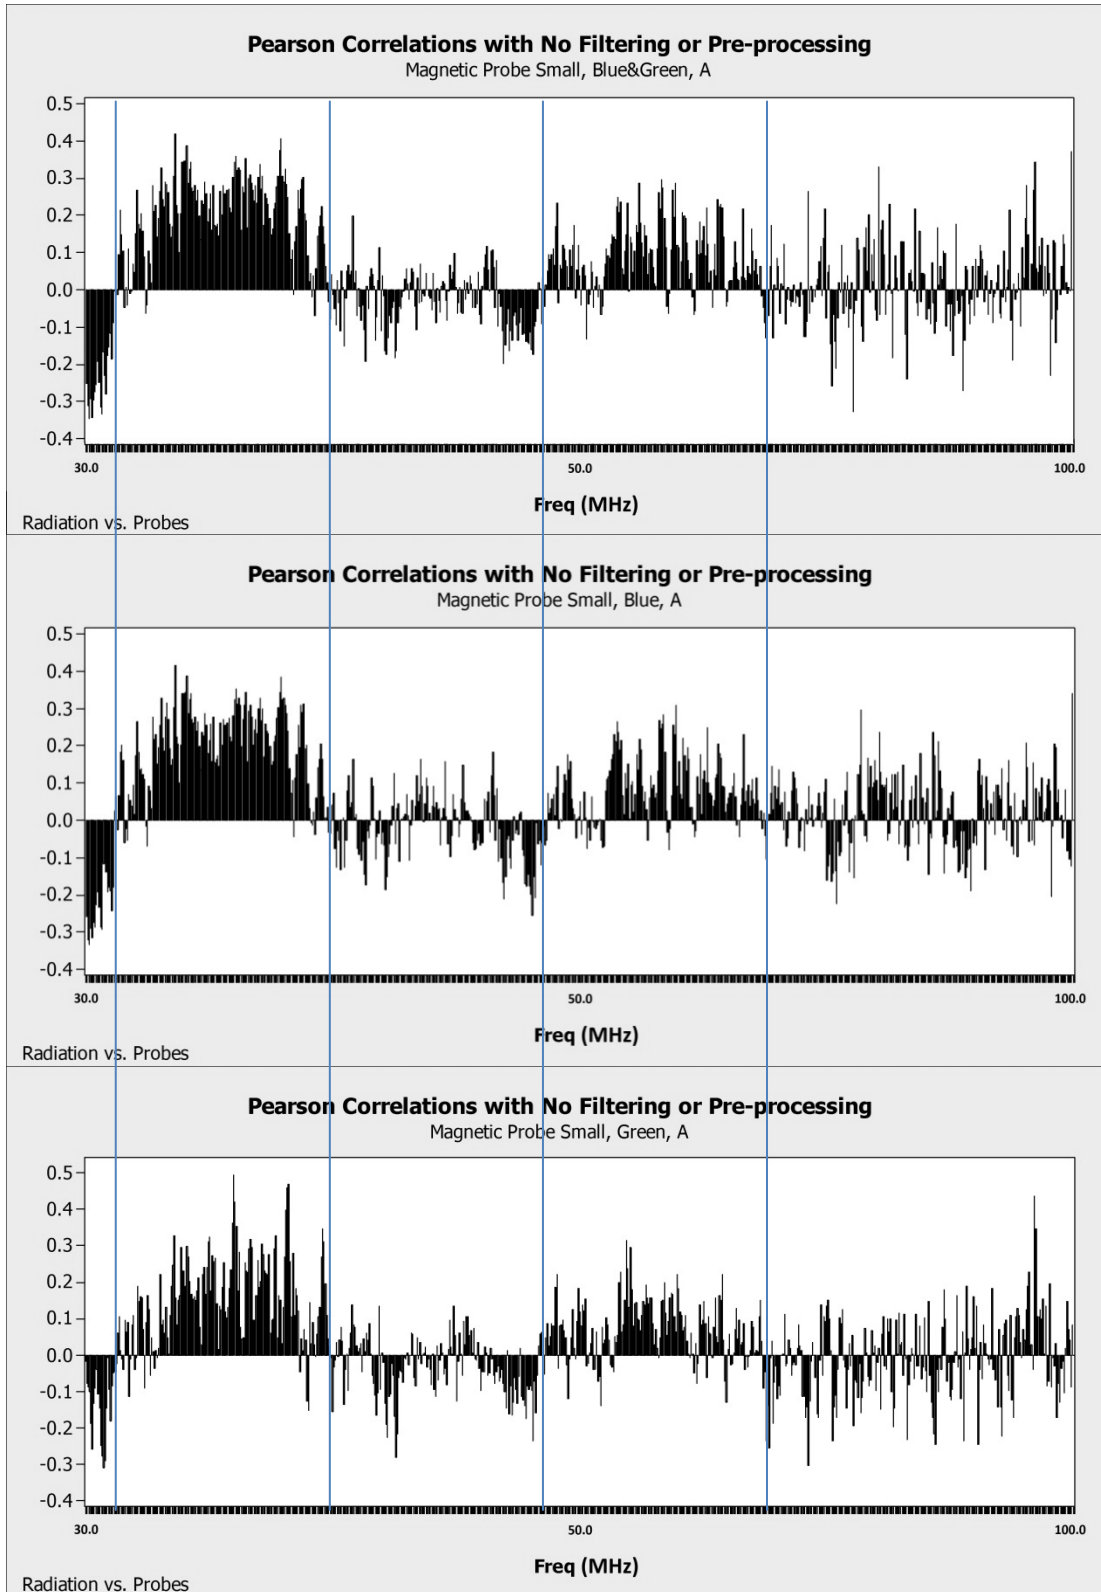 Pearson Correlations with No Filtering or Pre-processing
Magnetic Probe Small, Blue&Green, A
0.5
0.4
0.3
0.2
0.1
0.0
-0.1
-0.2
-0.3
-0.4
30.0 50.0 100.0
Freq (MHz)
Radiation vs. Probes
Pearson Correlations with No Filtering or Pre-processing
Magnetic Probe Small, Blue, A
0.5
0.4
0.3
0.2
0.1
0.0
-0.1
-0.2
-0.3
-0.4
30.0 50.0 100.0
Freq (MHz)
Radiation vs. Probes
Pearson Correlations with No Filtering or Pre-processing
Magnetic Probe Small, Green, A
0.5
0.4
0.3
0.2
0.1
0.0
-0.1
-0.2
-0.3
-0.4
30.0 50.0 100.0
Freq (MHz)
Radiation vs. Probes